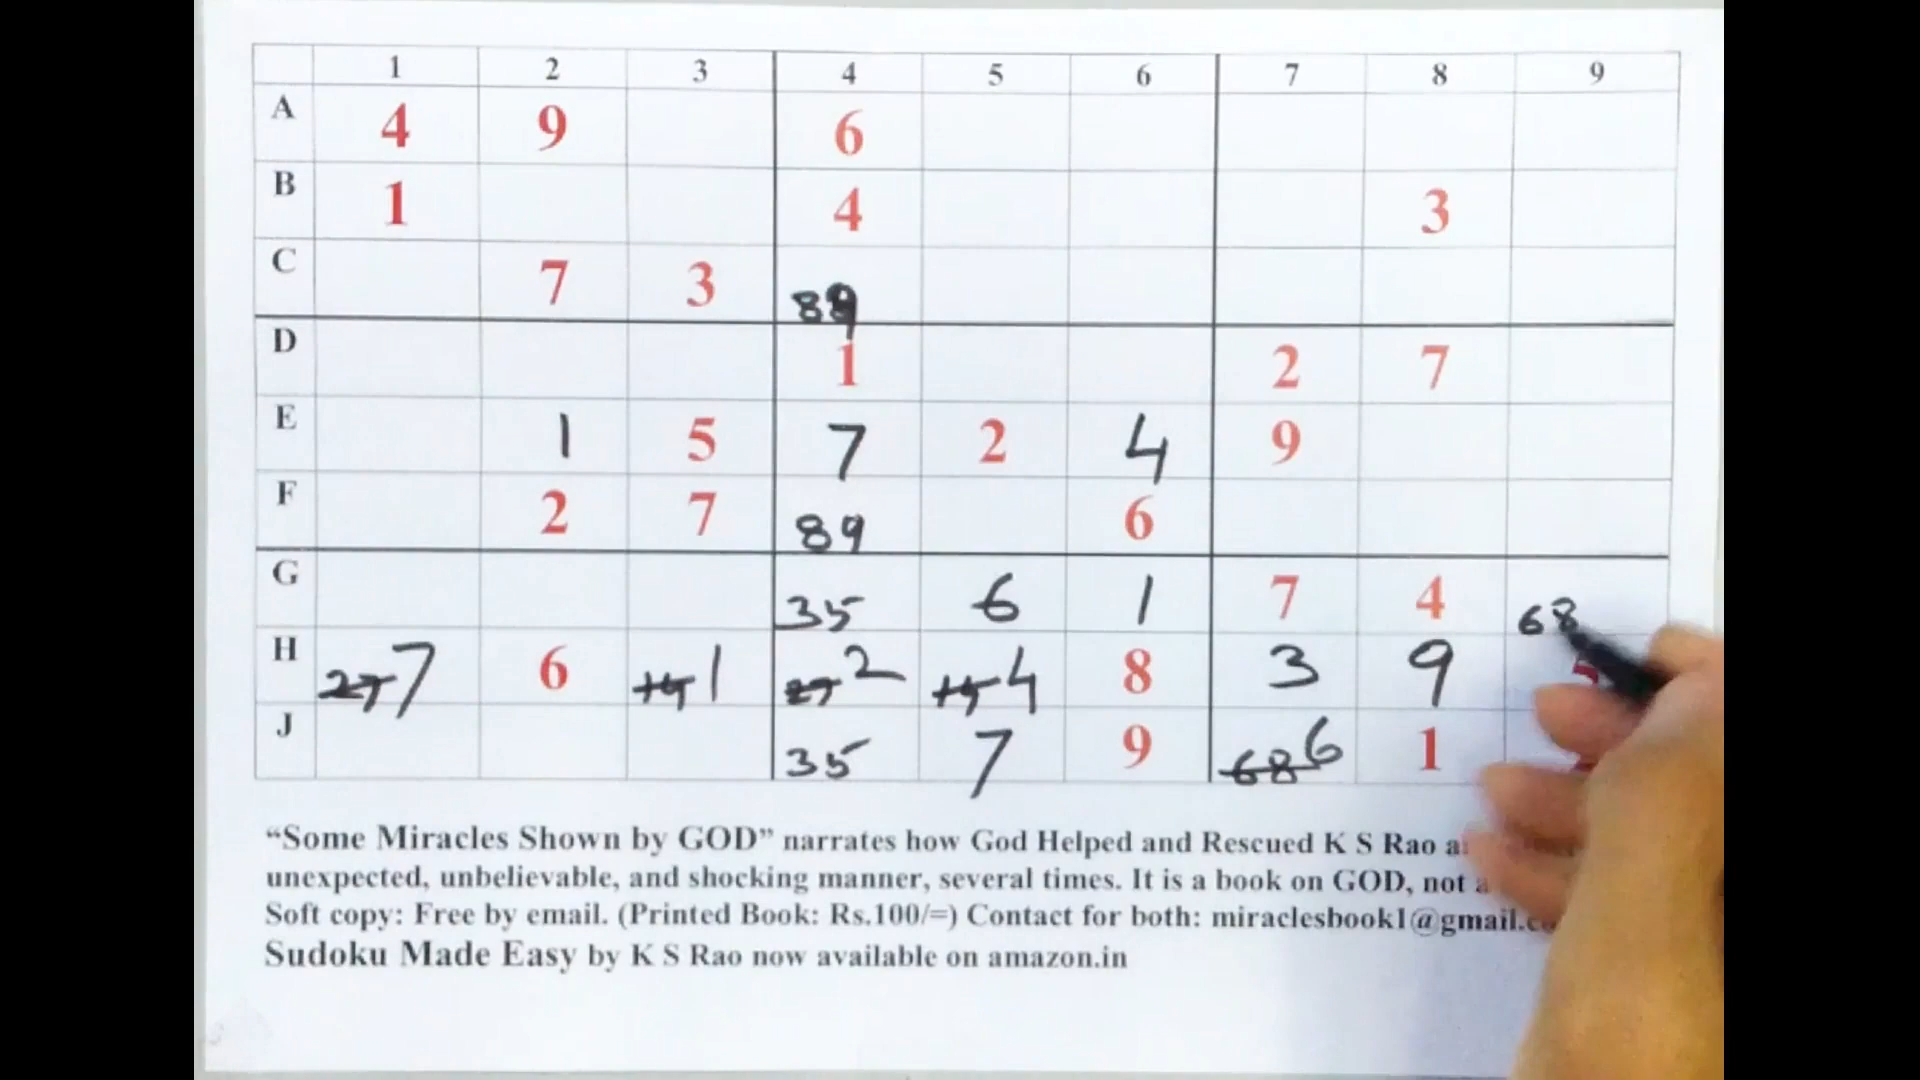 1 2 3 4 5 6 7 8 9
A 4 9 6
B 1 4 3
C 7 3 89
D 1 2 7
E 1 5 7 2 4 9
F 2 7 89 6
G 35 6 1 7 4 68
H 27 7 6 1 27 2 4 8 3 9
J 35 7 9 68 6 1
“Some Miracles Shown by GOD” narrates how God Helped and Rescued K S Rao
unexpected, unbelievable, and shocking manner, several times. It is a book on GOD, not a
Soft copy: Free by email. (Printed Book: Rs.100/=) Contact for both: miraclesbook1@gmail.c
Sudoku Made Easy by K S Rao now available on amazon.in